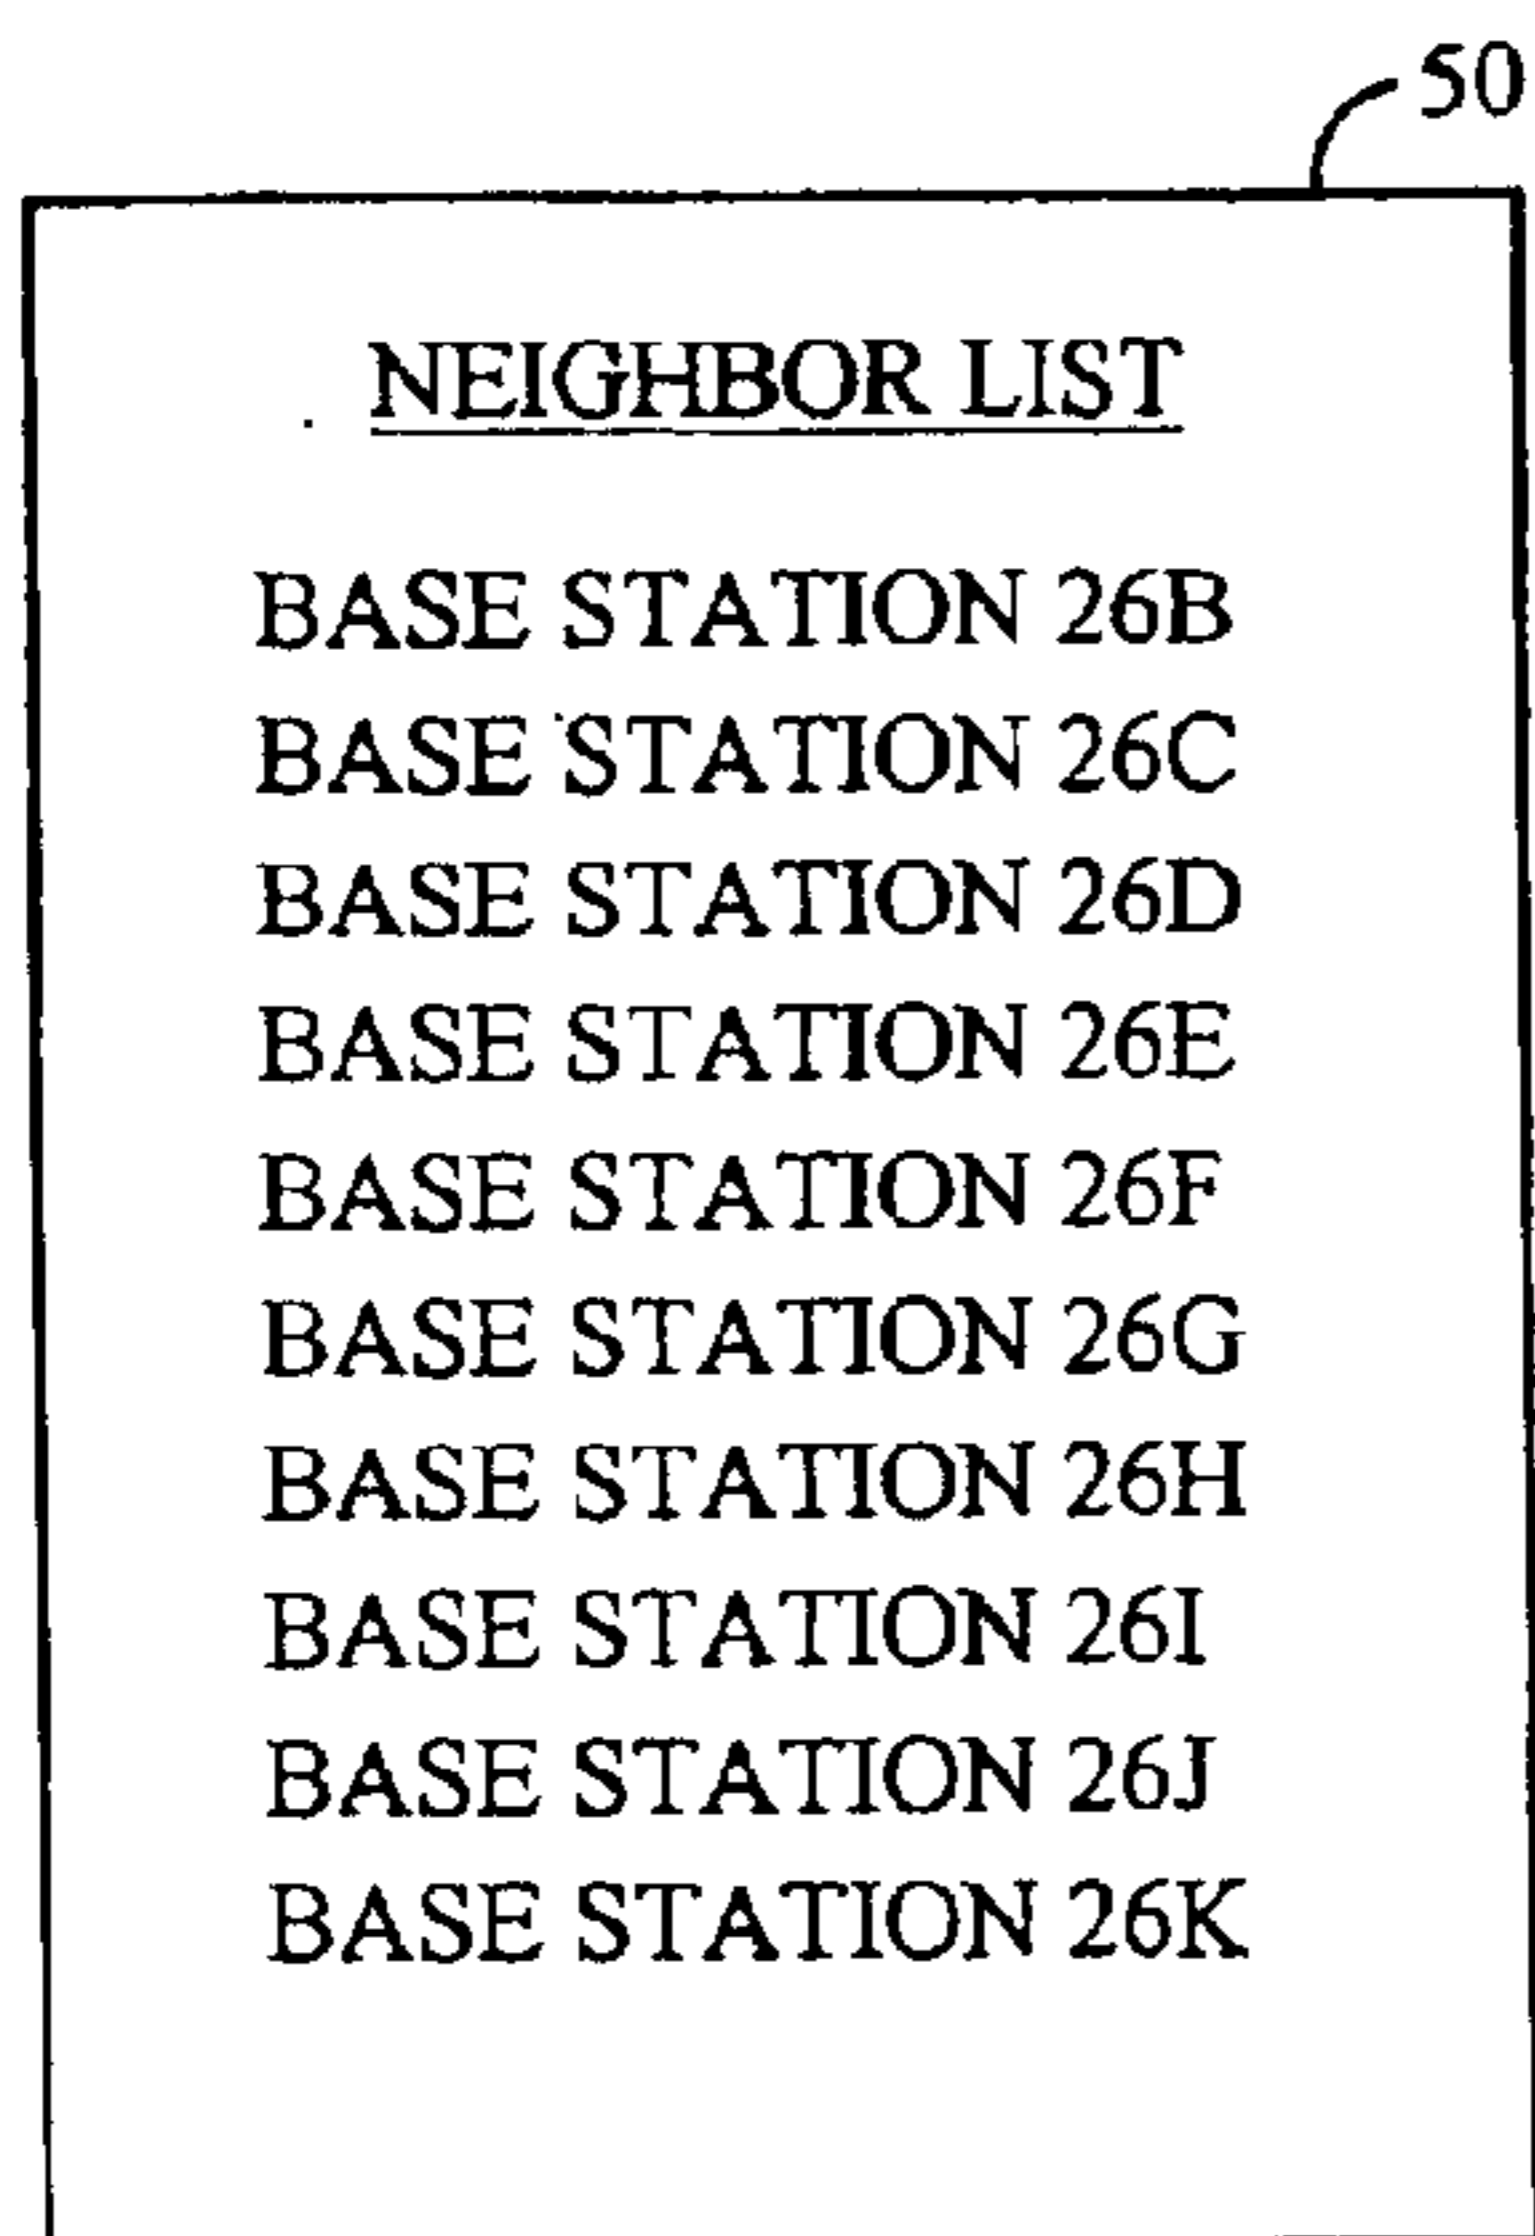 50
NEIGHBOR LIST
BASE STATION 26B
BASE STATION 26C
BASE STATION 26D
BASE STATION 26E
BASE STATION 26F
BASE STATION 26G
BASE STATION 26H
BASE STATION 26I
BASE STATION 26J
BASE STATION 26K